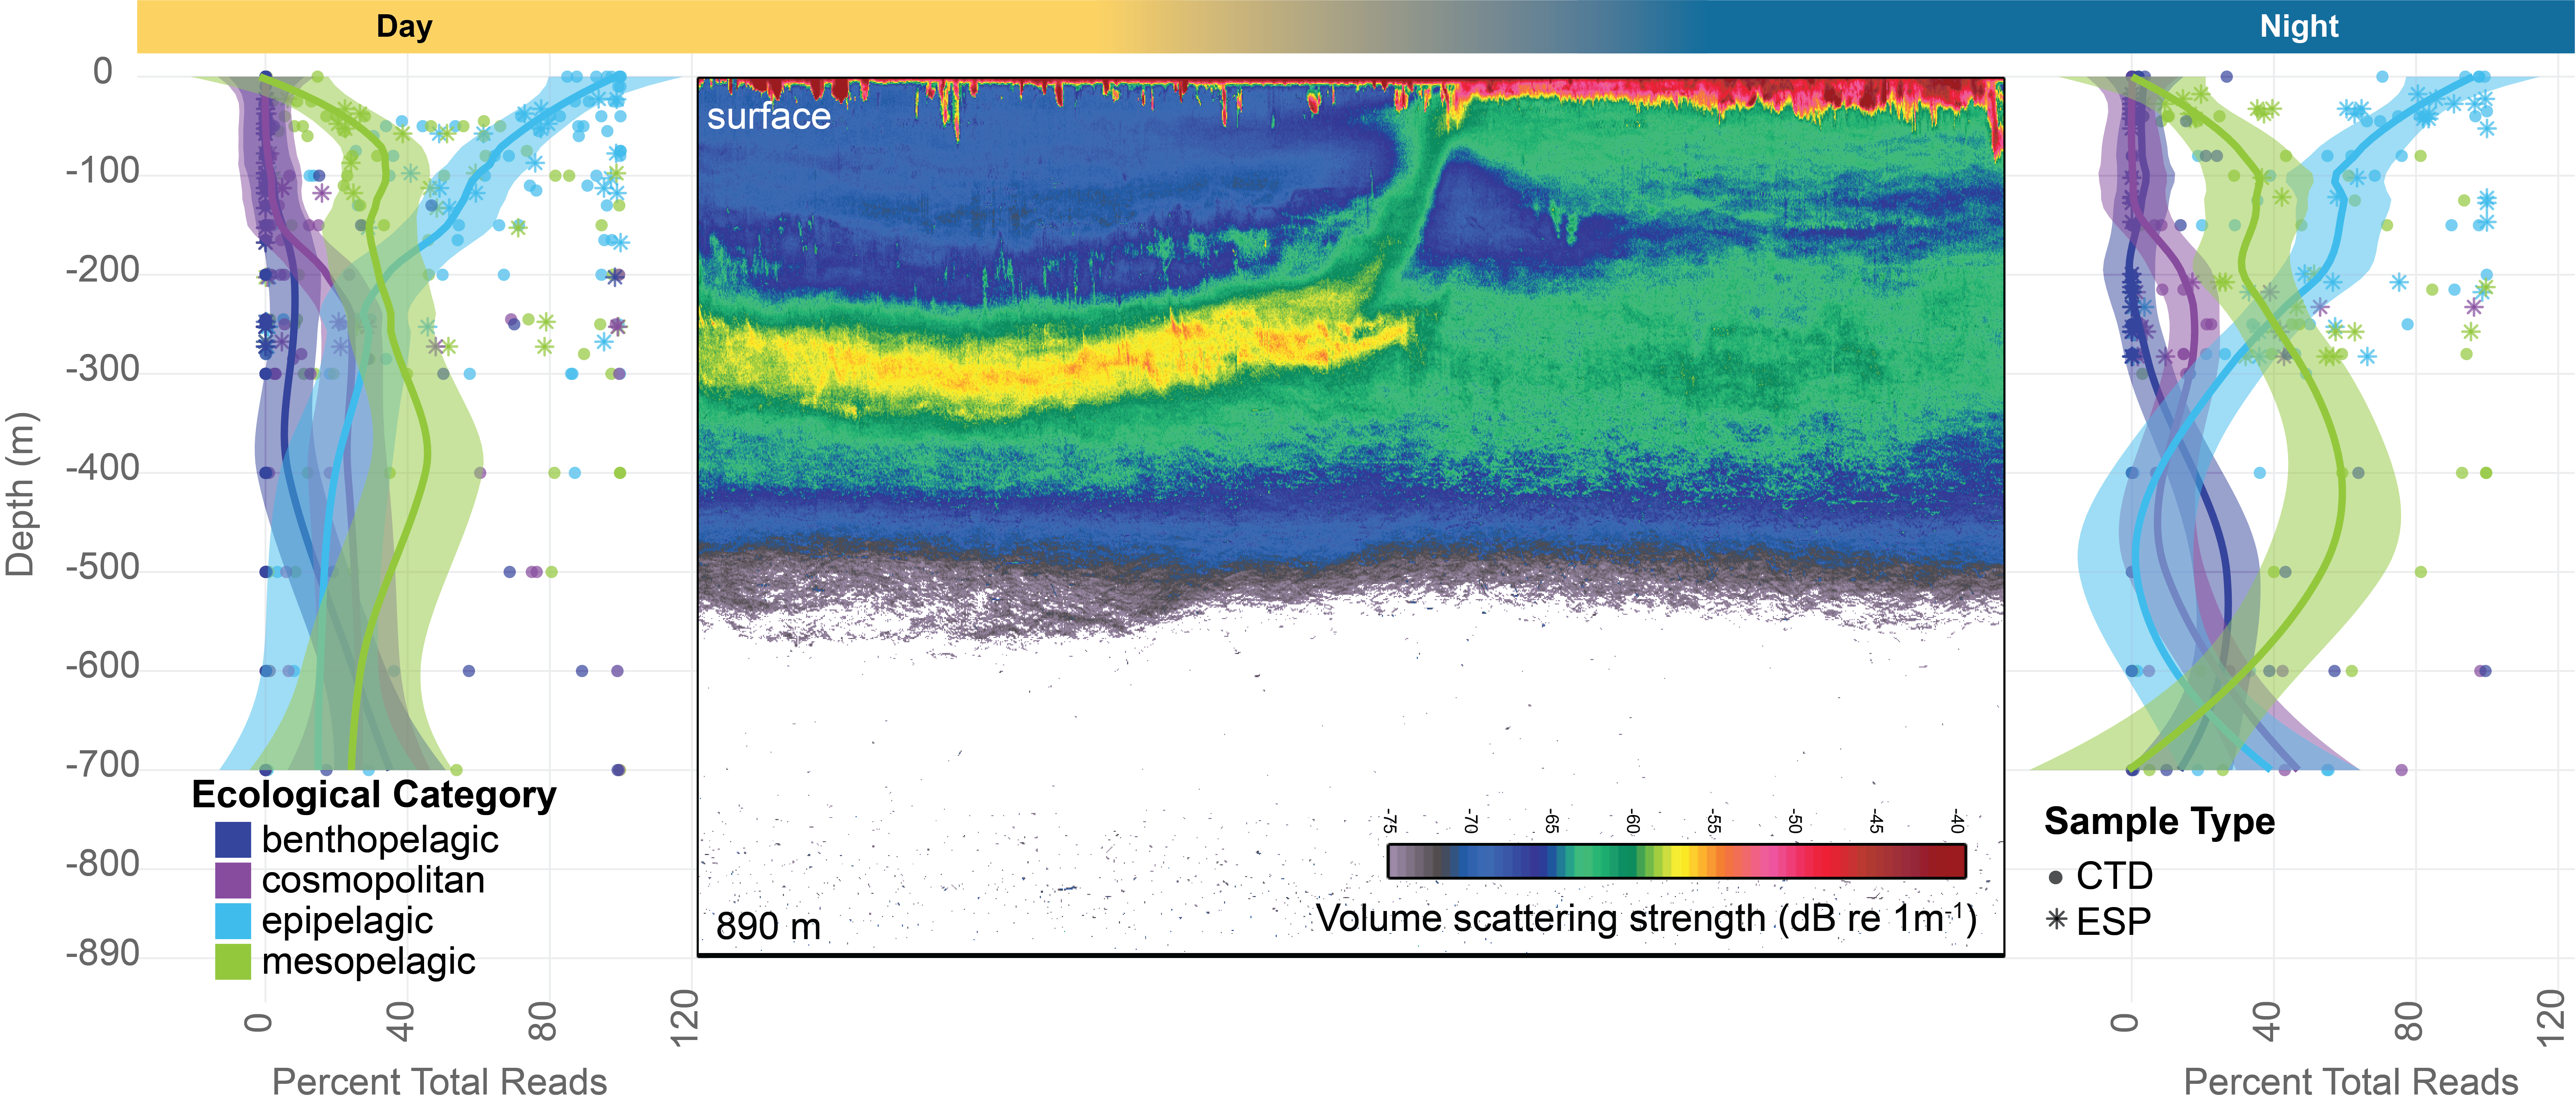 Day
Night
Depth (m)
0
-100
-200
-300
-400
-500
-600
-700
-800
-890
surface
890 m
-75
-70
-65
-60
-55
-50
-45
-40
Volume scattering strength (dB re 1m⁻¹)
Ecological Category
benthopelagic
cosmopolitan
epipelagic
mesopelagic
0
40
80
120
Percent Total Reads
Sample Type
CTD
ESP
0
40
80
120
Percent Total Reads